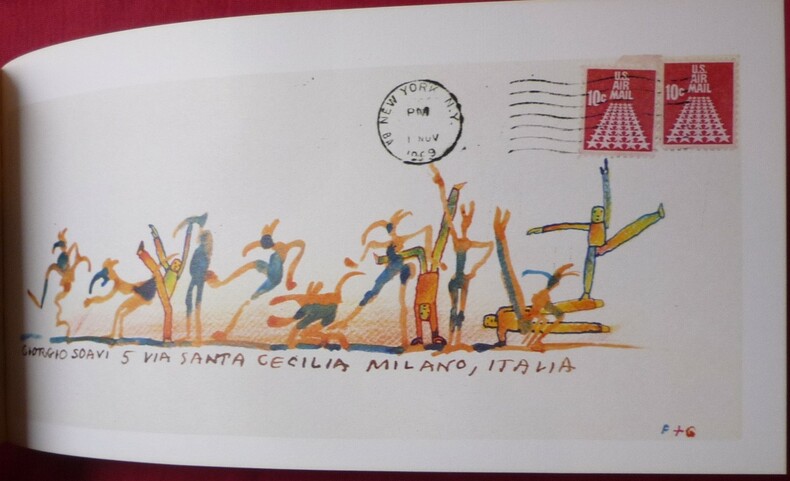 NEW YORK, N.Y.
PM
1 NOV
1969
U.S.
AIR
MAIL
10c
U.S.
AIR
MAIL
10c
GIORGIO SOAVI 5 VIA SANTA CECILIA MILANO, ITALIA
F+G